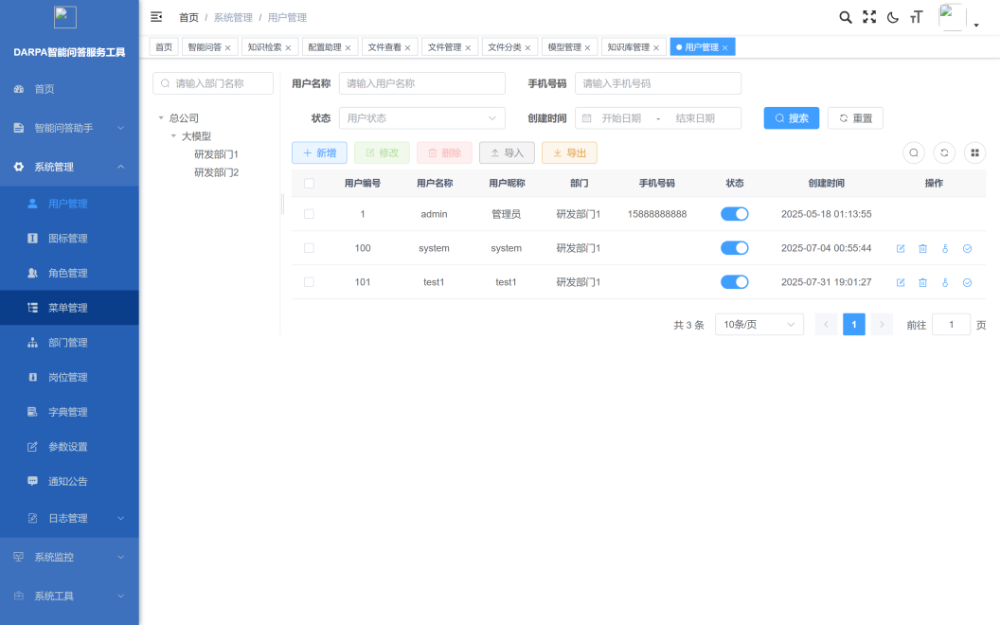 DARPA智能问答服务工具
首页
智能问答助手
系统管理
用户管理
图标管理
角色管理
菜单管理
部门管理
岗位管理
字典管理
参数设置
通知公告
日志管理
系统监控
系统工具
首页 / 系统管理 / 用户管理
首页 智能问答 × 知识检索 × 配置助理 × 文件查看 × 文件管理 × 文件分类 × 模型管理 × 知识库管理 × 用户管理 ×
请输入部门名称
总公司
大模型
研发部门1
研发部门2
用户名称 请输入用户名称 手机号码 请输入手机号码
状态 用户状态 创建时间 开始日期 - 结束日期 搜索 重置
新增 修改 删除 导入 导出
用户编号 用户名称 用户昵称 部门 手机号码 状态 创建时间 操作
1 admin 管理员 研发部门1 15888888888 2025-05-18 01:13:55
100 system system 研发部门1 2025-07-04 00:55:44
101 test1 test1 研发部门1 2025-07-31 19:01:27
共 3 条 10条/页 1 前往 1 页